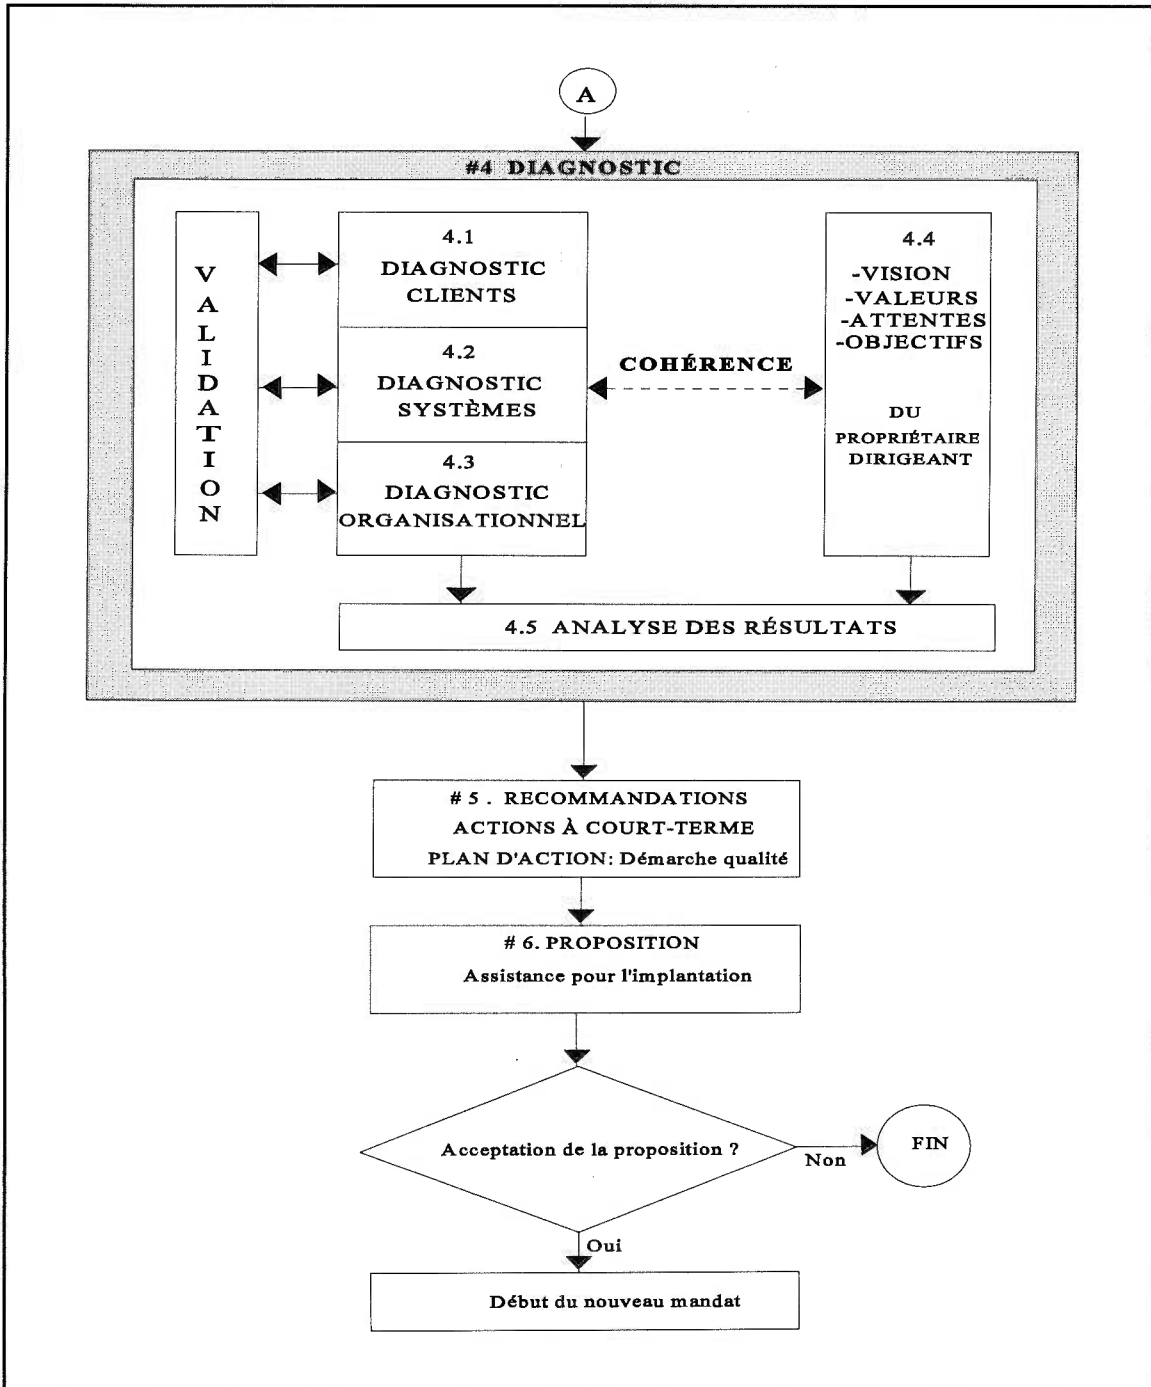 A
#4 DIAGNOSTIC
VALIDATION
4.1
DIAGNOSTIC
CLIENTS
4.2
DIAGNOSTIC
SYSTÈMES
4.3
DIAGNOSTIC
ORGANISATIONNEL
COHÉRENCE
4.4
-VISION
-VALEURS
-ATTENTES
-OBJECTIFS
DU
PROPRIÉTAIRE
DIRIGEANT
4.5 ANALYSE DES RÉSULTATS
# 5 . RECOMMANDATIONS
ACTIONS À COURT-TERME
PLAN D'ACTION: Démarche qualité
# 6. PROPOSITION
Assistance pour l'implantation
Acceptation de la proposition ?
Non
FIN
Oui
Début du nouveau mandat